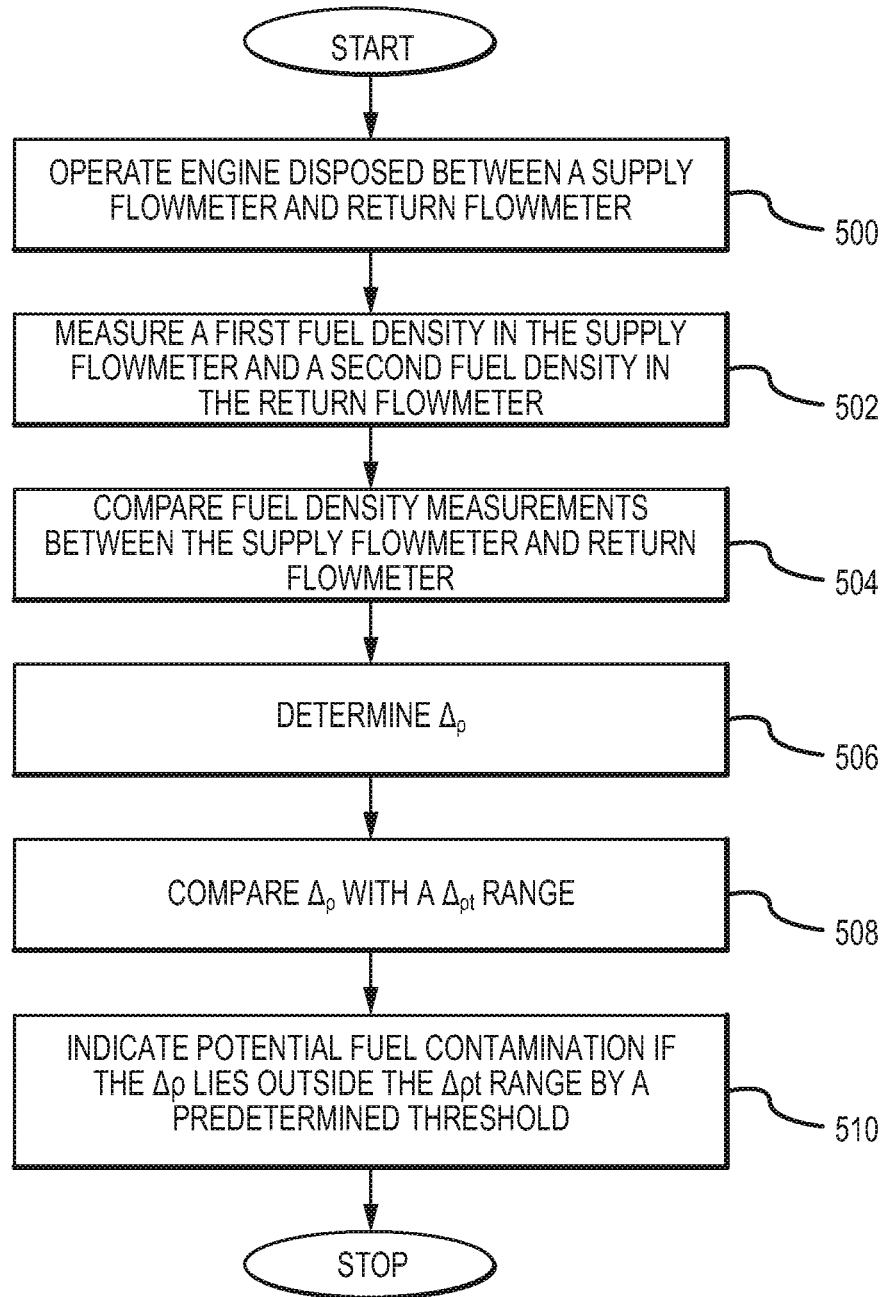 START
OPERATE ENGINE DISPOSED BETWEEN A SUPPLY
FLOWMETER AND RETURN FLOWMETER
500
MEASURE A FIRST FUEL DENSITY IN THE SUPPLY
FLOWMETER AND A SECOND FUEL DENSITY IN
THE RETURN FLOWMETER
502
COMPARE FUEL DENSITY MEASUREMENTS
BETWEEN THE SUPPLY FLOWMETER AND RETURN
FLOWMETER
504
DETERMINE Δρ
506
COMPARE Δρ WITH A Δρt RANGE
508
INDICATE POTENTIAL FUEL CONTAMINATION IF
THE Δρ LIES OUTSIDE THE Δρt RANGE BY A
PREDETERMINED THRESHOLD
510
STOP